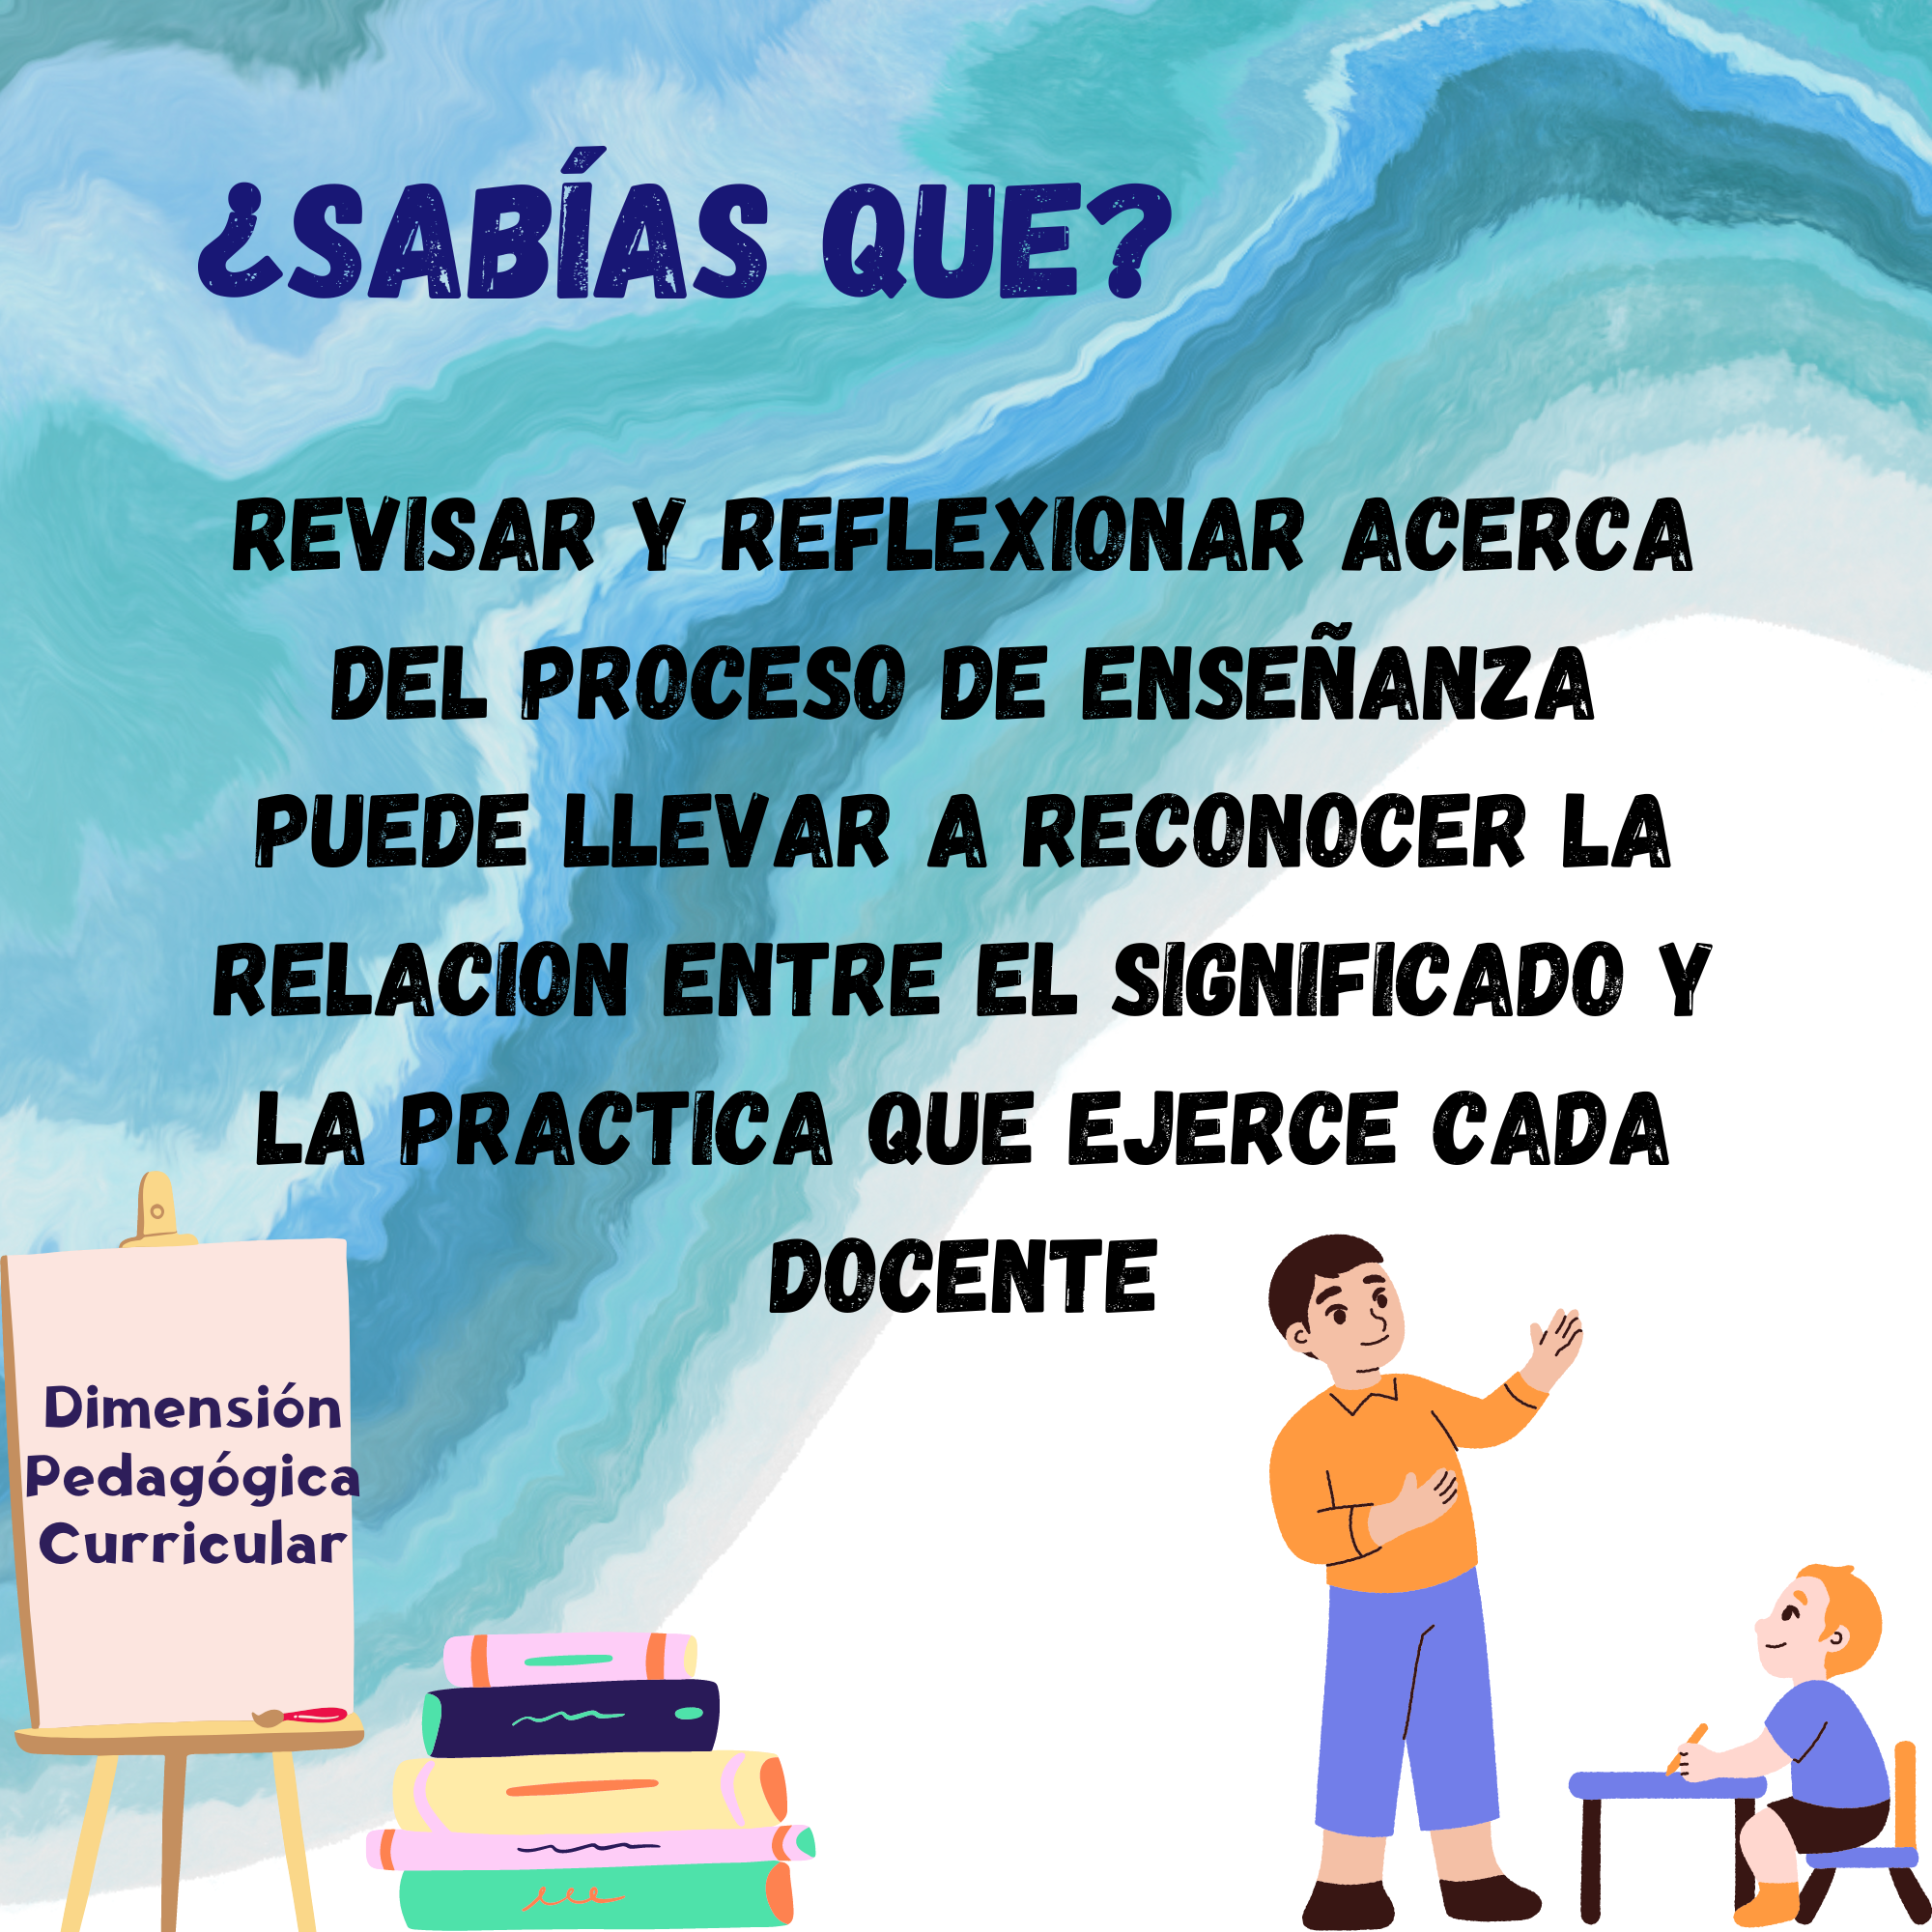 ¿SABÍAS QUE?
REVISAR Y REFLEXIONAR ACERCA
DEL PROCESO DE ENSEÑANZA
PUEDE LLEVAR A RECONOCER LA
RELACION ENTRE EL SIGNIFICADO Y
LA PRACTICA QUE EJERCE CADA
DOCENTE
Dimensión
Pedagógica
Curricular